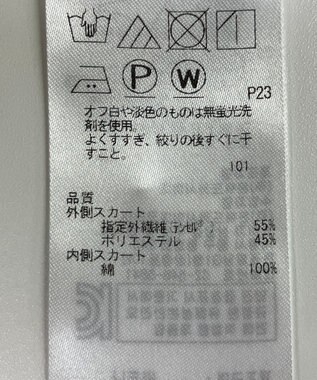 P W P23
オフ白や淡色のものは無蛍光洗
剤を使用。
よくすすぎ、絞りの後すぐに干
すこと。
101
品質
外側スカート
指定外繊維(ﾃﾝｾﾙ) 55%
ポリエステル 45%
内側スカート
綿 100%